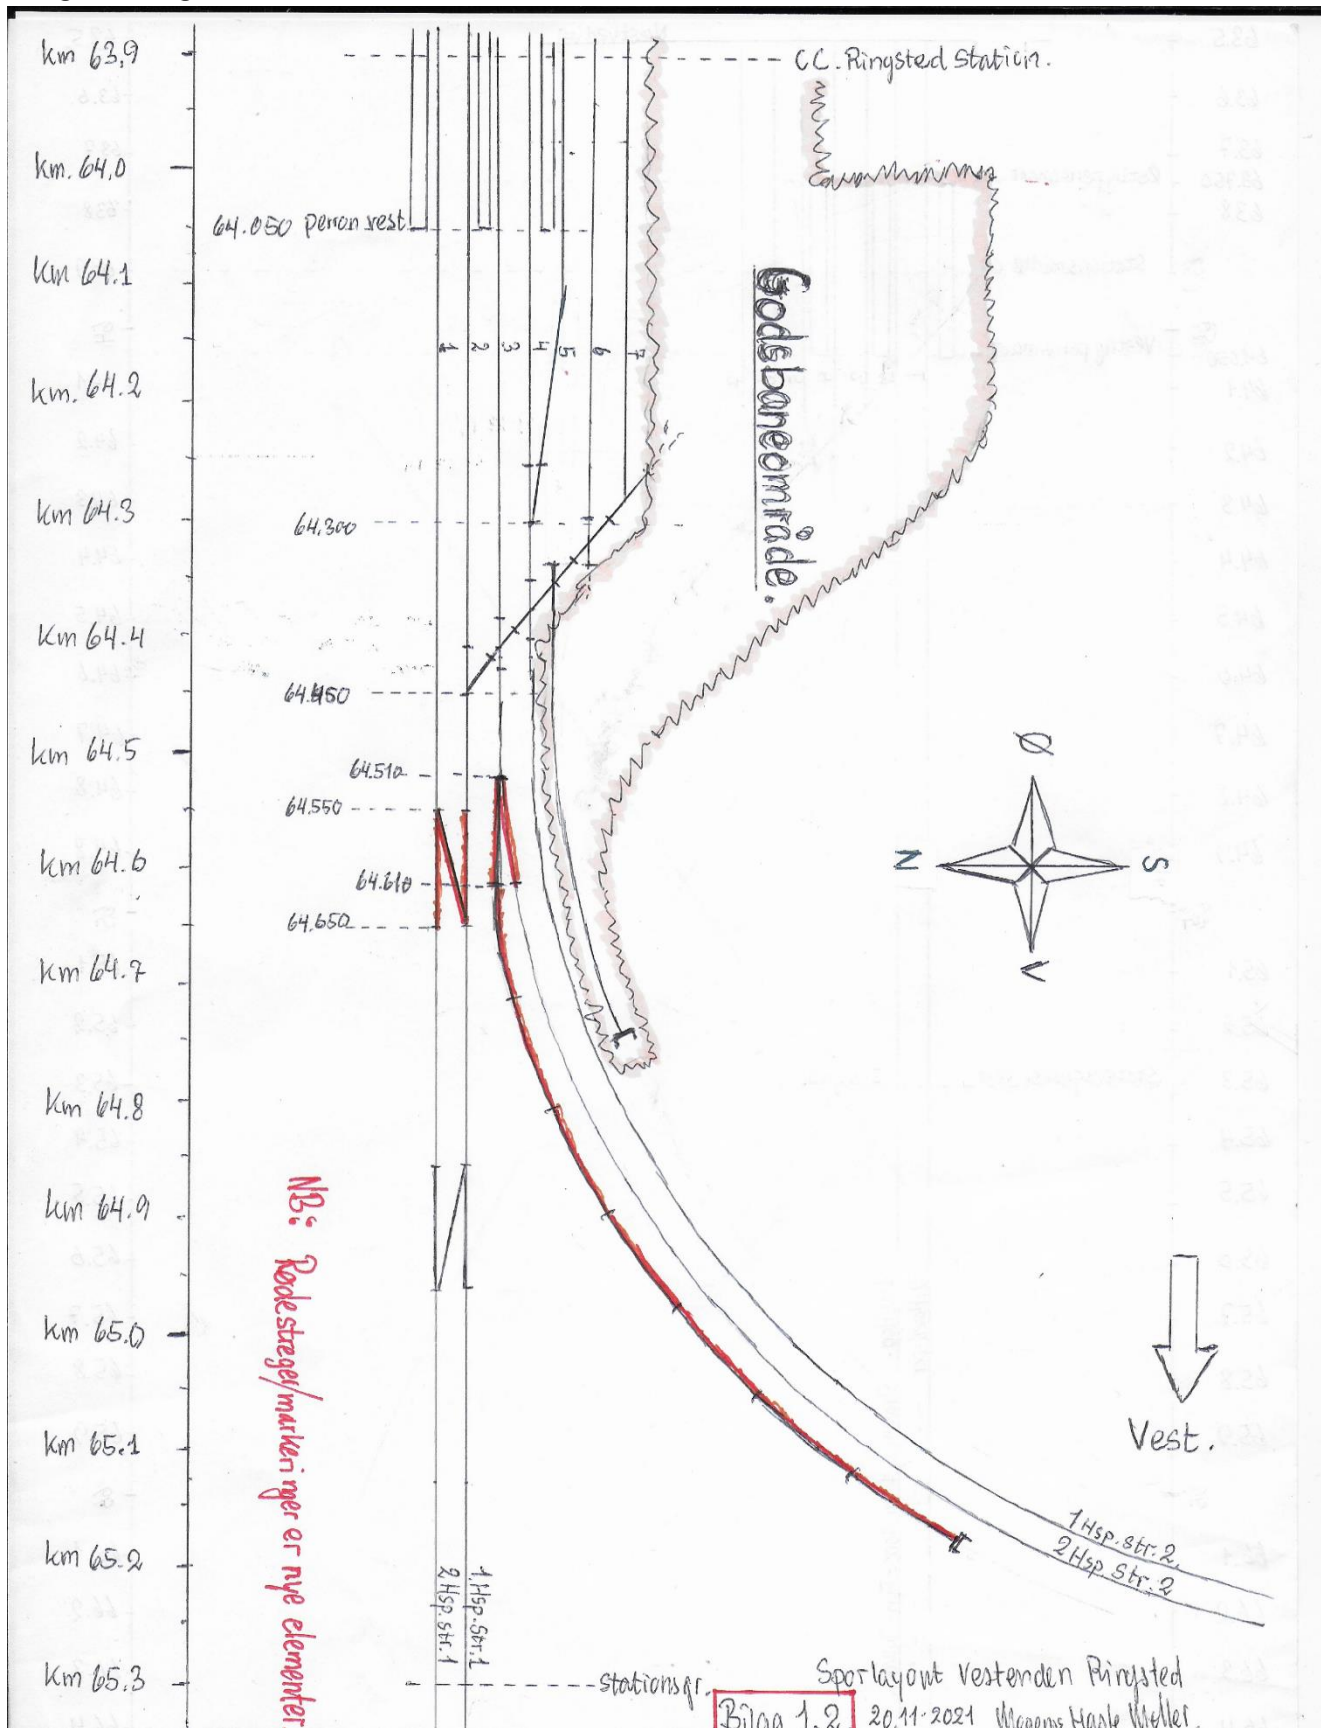 km 63,9
CC. Ringsted Station.
km. 64,0
64.050 perron vest
km 64.1
1
2
3
4
5
6
7
Godsbaneområde.
km. 64.2
km 64.3
64.300
km 64.4
64.450
km 64.5
64.510
64.550
km 64.6
64.610
64.650
km 64.7
Ø
N
S
V
km 64.8
km 64.9
NB: Røde streger/markeringer er nye elementer.
km 65.0
km 65.1
Vest.
km 65.2
1 Hsp. str. 2.
2 Hsp Str. 2
1. Hsp. Str. 1
2 Hsp. str. 1
km 65.3
stationsgr.
Sporlayout vestenden Ringsted
Bilag 1.2
20.11-2021 Mogens